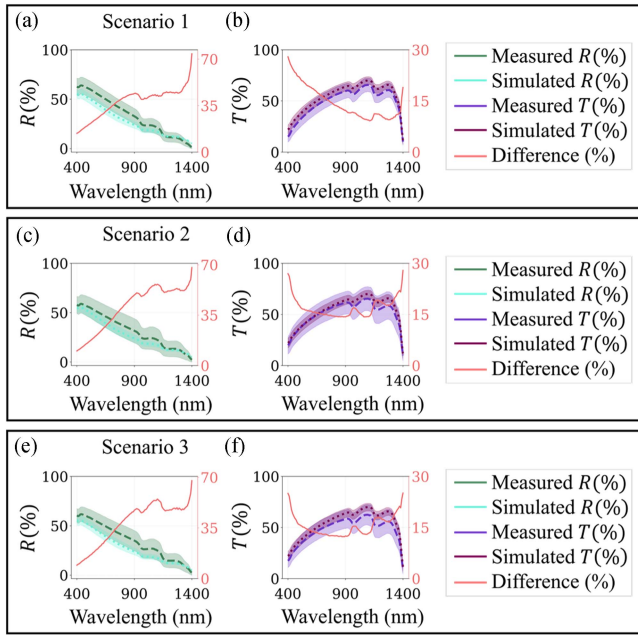 (a) Scenario 1 (b)
100 90 100 30
50 45 50 15
0 0 0 0
R(%) T(%)
400 900 1400 400 900 1400
Wavelength (nm) Wavelength (nm)
Measured R(%)
Simulated R(%)
Measured T(%)
Simulated T(%)
Difference (%)
(c) Scenario 2 (d)
100 70 100 30
50 35 50 15
0 0 0 0
R(%) T(%)
400 900 1400 400 900 1400
Wavelength (nm) Wavelength (nm)
Measured R(%)
Simulated R(%)
Measured T(%)
Simulated T(%)
Difference (%)
(e) Scenario 3 (f)
100 70 100 30
50 35 50 15
0 0 0 0
R(%) T(%)
400 900 1400 400 900 1400
Wavelength (nm) Wavelength (nm)
Measured R(%)
Simulated R(%)
Measured T(%)
Simulated T(%)
Difference (%)